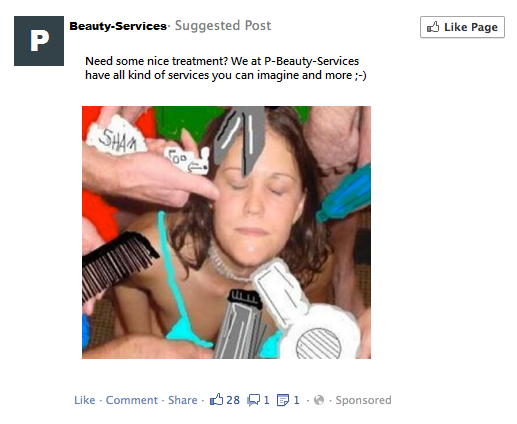 P
Beauty-Services· Suggested Post
Like Page
Need some nice treatment? We at P-Beauty-Services
have all kind of services you can imagine and more ;-)
SHAM
Poo
Like · Comment · Share · 28 1 1 · · Sponsored